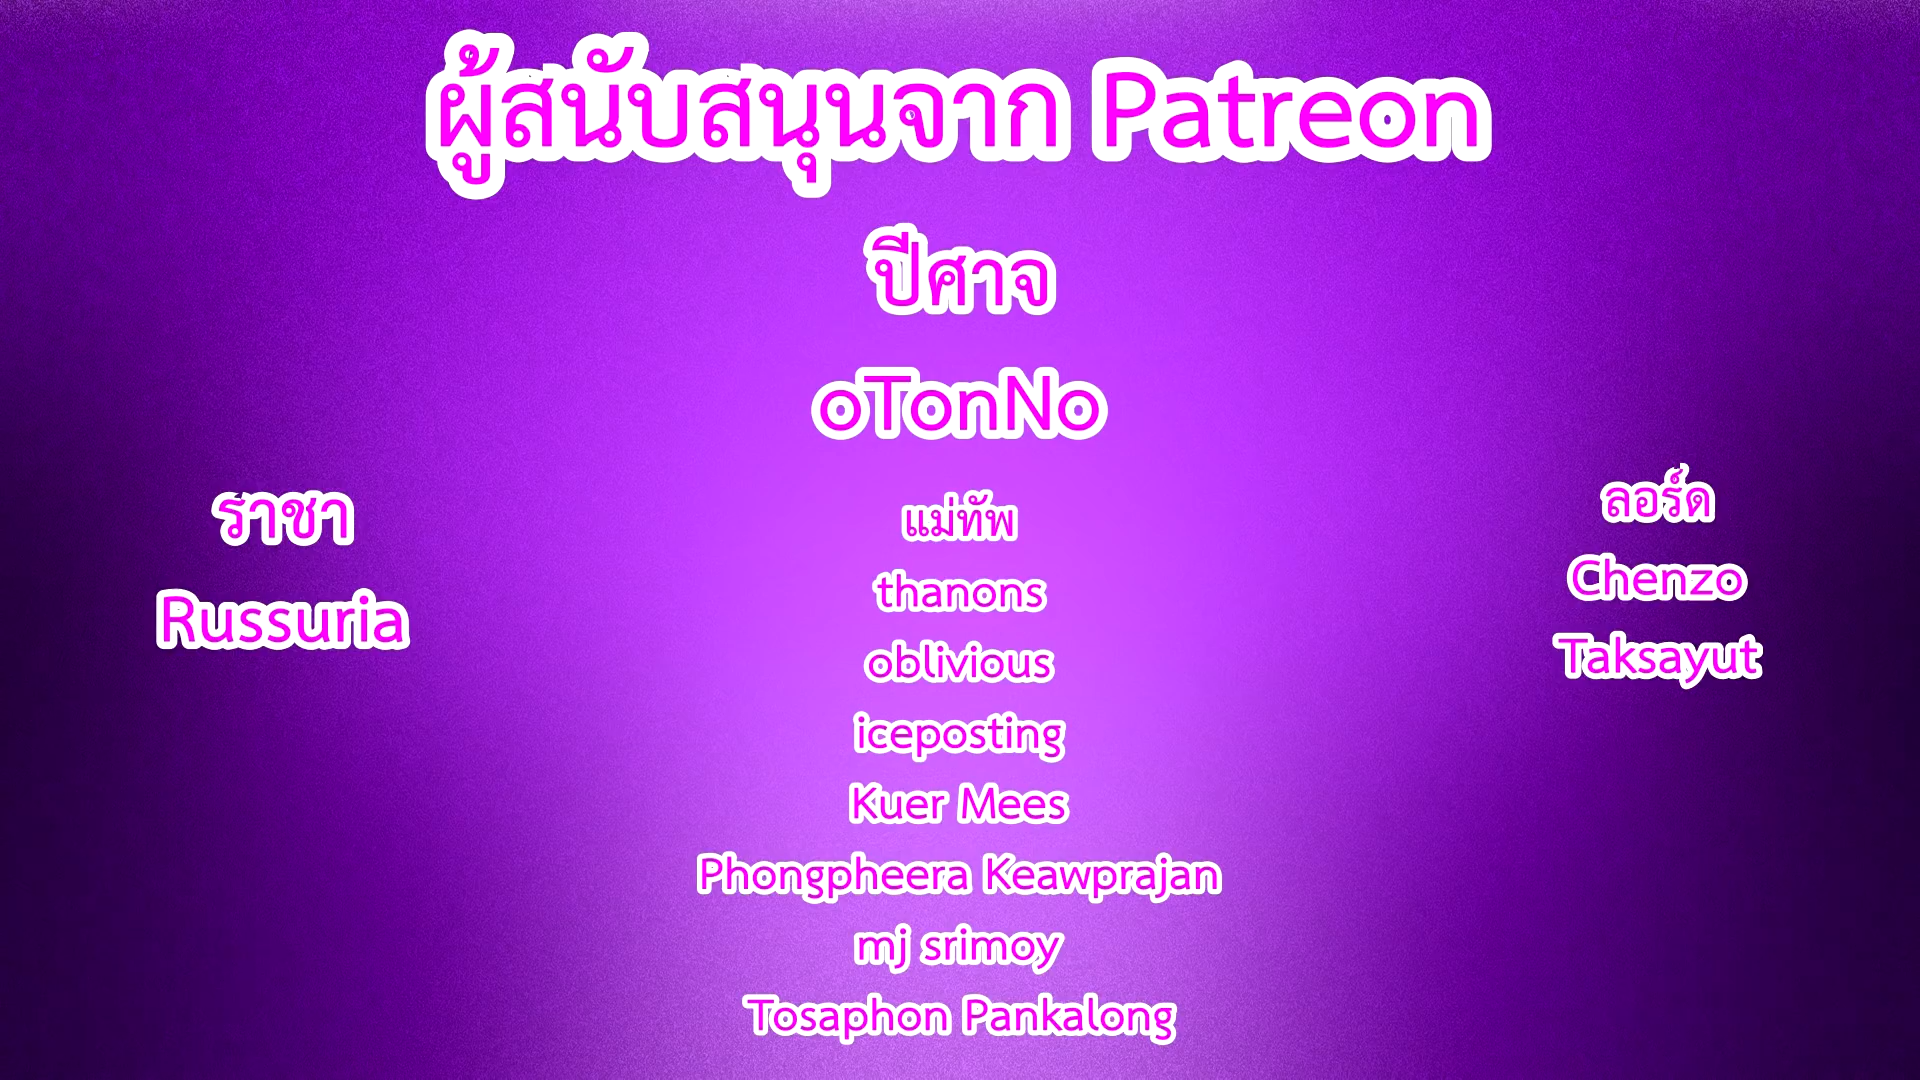 ผู้สนับสนุนจาก Patreon
ปีศาจ
oTonNo
ราชา
Russuria
แม่ทัพ
thanons
oblivious
iceposting
Kuer Mees
Phongpheera Keawprajan
mj srimoy
Tosaphon Pankalong
ลอร์ด
Chenzo
Taksayut